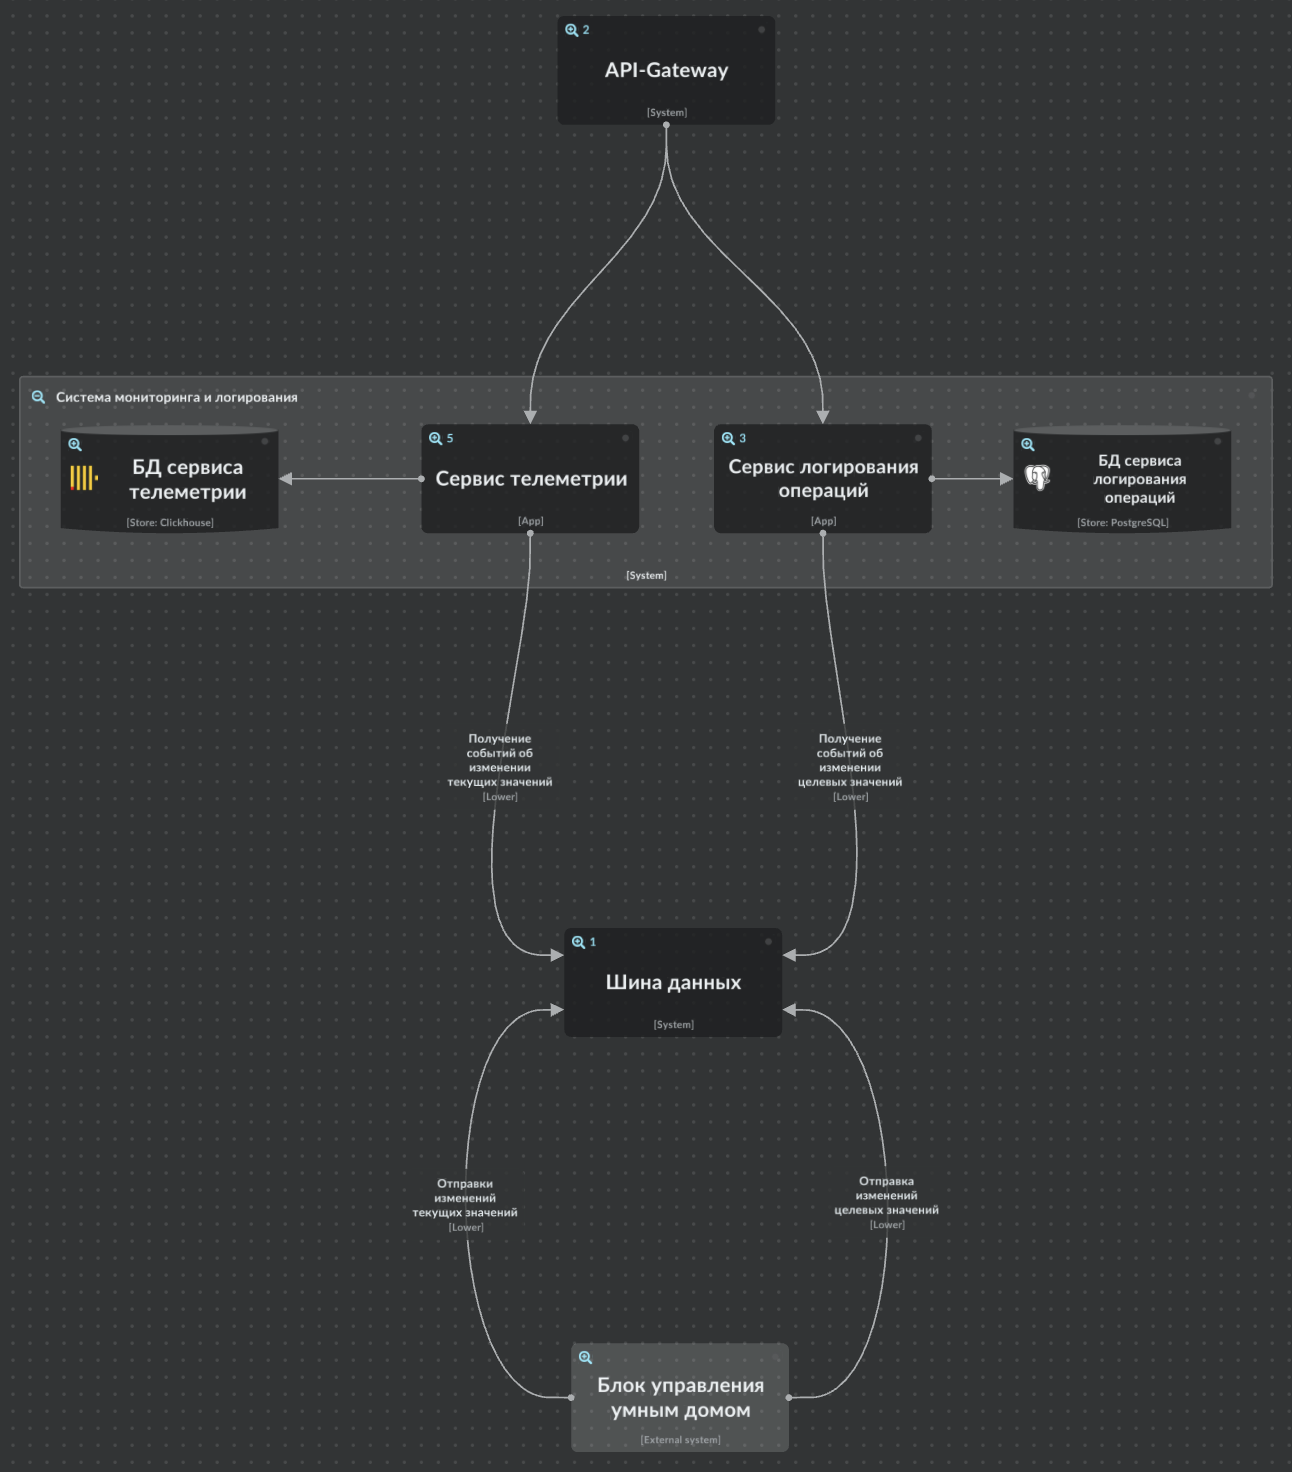 2
API-Gateway
[System]
Система мониторинга и логирования
БД сервиса
телеметрии
[Store: Clickhouse]
5
Сервис телеметрии
[App]
3
Сервис логирования
операций
[App]
БД сервиса
логирования
операций
[Store: PostgreSQL]
[System]
Получение
событий об
изменении
текущих значений
[Lower]
Получение
событий об
изменении
целевых значений
[Lower]
1
Шина данных
[System]
Отправки
изменений
текущих значений
[Lower]
Отправка
изменений
целевых значений
[Lower]
Блок управления
умным домом
[External system]